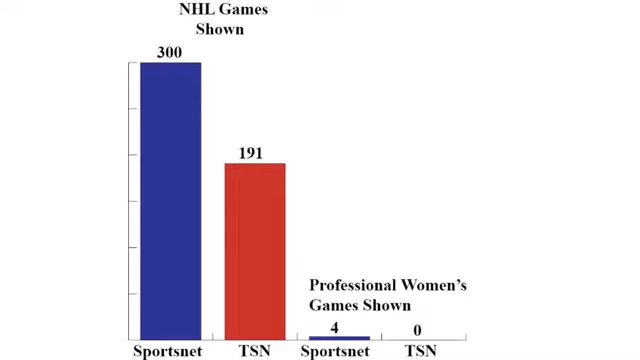 NHL Games
Shown
300
191
Professional Women's
Games Shown
4
0
Sportsnet
TSN
Sportsnet
TSN